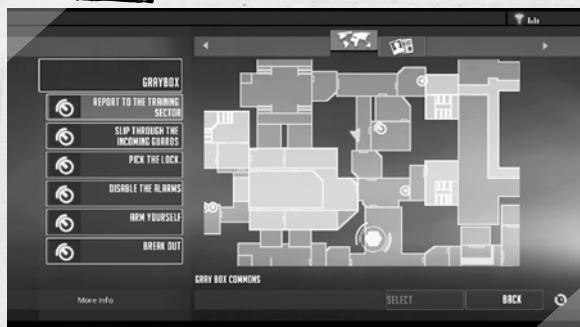 GRAYBOX
REPORT TO THE TRAINING
SECTOR
SLIP THROUGH THE
INCOMING GUARDS
PICK THE LOCK.
DISABLE THE ALARMS
ARM YOURSELF
BREAK OUT
GRAY BOX COMMONS
More Info
SELECT
BACK